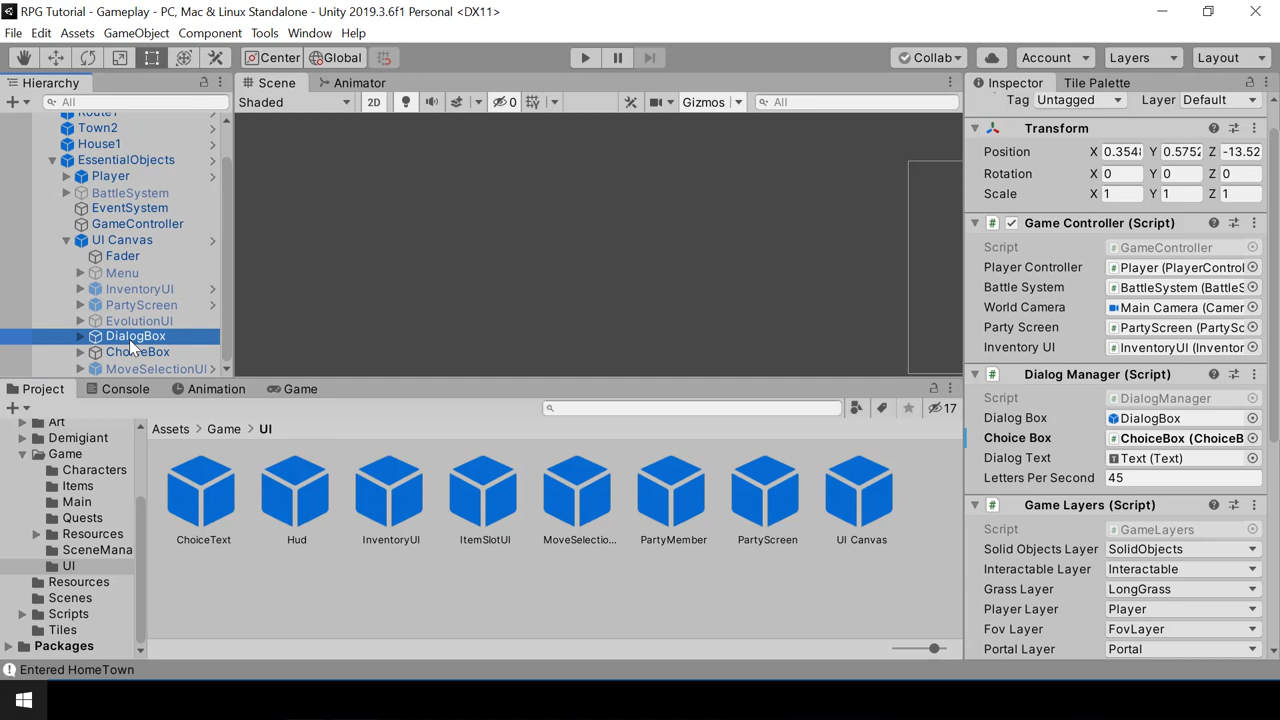 RPG Tutorial - Gameplay - PC, Mac & Linux Standalone - Unity 2019.3.6f1 Personal <DX11>
File Edit Assets GameObject Component Tools Window Help
Center Global Collab Account Layers Layout
Hierarchy Scene Animator Inspector Tile Palette
All Shaded 2D 0 Gizmos All Tag Untagged Layer Default
Route1
Town2
House1
EssentialObjects
Player
BattleSystem
EventSystem
GameController
UI Canvas
Fader
Menu
InventoryUI
PartyScreen
EvolutionUI
DialogBox
ChoiceBox
MoveSelectionUI
Transform
Position X 0.354 Y 0.5752 Z -13.52
Rotation X 0 Y 0 Z 0
Scale X 1 Y 1 Z 1
# Game Controller (Script)
Script # GameController
Player Controller # Player (PlayerControl
Battle System # BattleSystem (BattleS
World Camera Main Camera (Camer
Party Screen # PartyScreen (PartySc
Inventory UI # InventoryUI (Inventor
# Dialog Manager (Script)
Script # DialogManager
Dialog Box DialogBox
Choice Box # ChoiceBox (ChoiceB
Dialog Text T Text (Text)
Letters Per Second 45
# Game Layers (Script)
Script # GameLayers
Solid Objects Layer SolidObjects
Interactable Layer Interactable
Grass Layer LongGrass
Player Layer Player
Fov Layer FovLayer
Portal Layer Portal
Project Console Animation Game
17
Assets > Game > UI
Art
Demigiant
Game
Characters
Items
Main
Quests
Resources
SceneMana
UI
Resources
Scenes
Scripts
Tiles
Packages
ChoiceText Hud InventoryUI ItemSlotUI MoveSelectio... PartyMember PartyScreen UI Canvas
Entered HomeTown